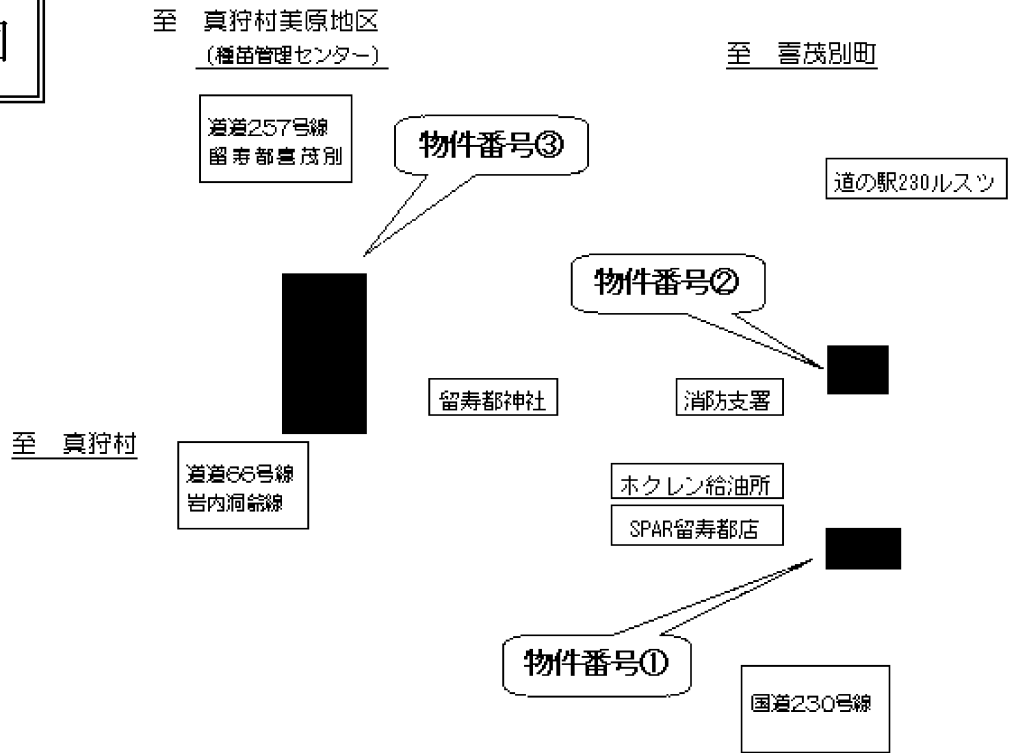 至　真狩村美原地区
（種苗管理センター）
至　喜茂別町
道道257号線
留寿都喜茂別
物件番号③
道の駅230ルスツ
物件番号②
留寿都神社
消防支署
至　真狩村
道道66号線
岩内洞爺線
ホクレン給油所
SPAR留寿都店
物件番号①
国道230号線